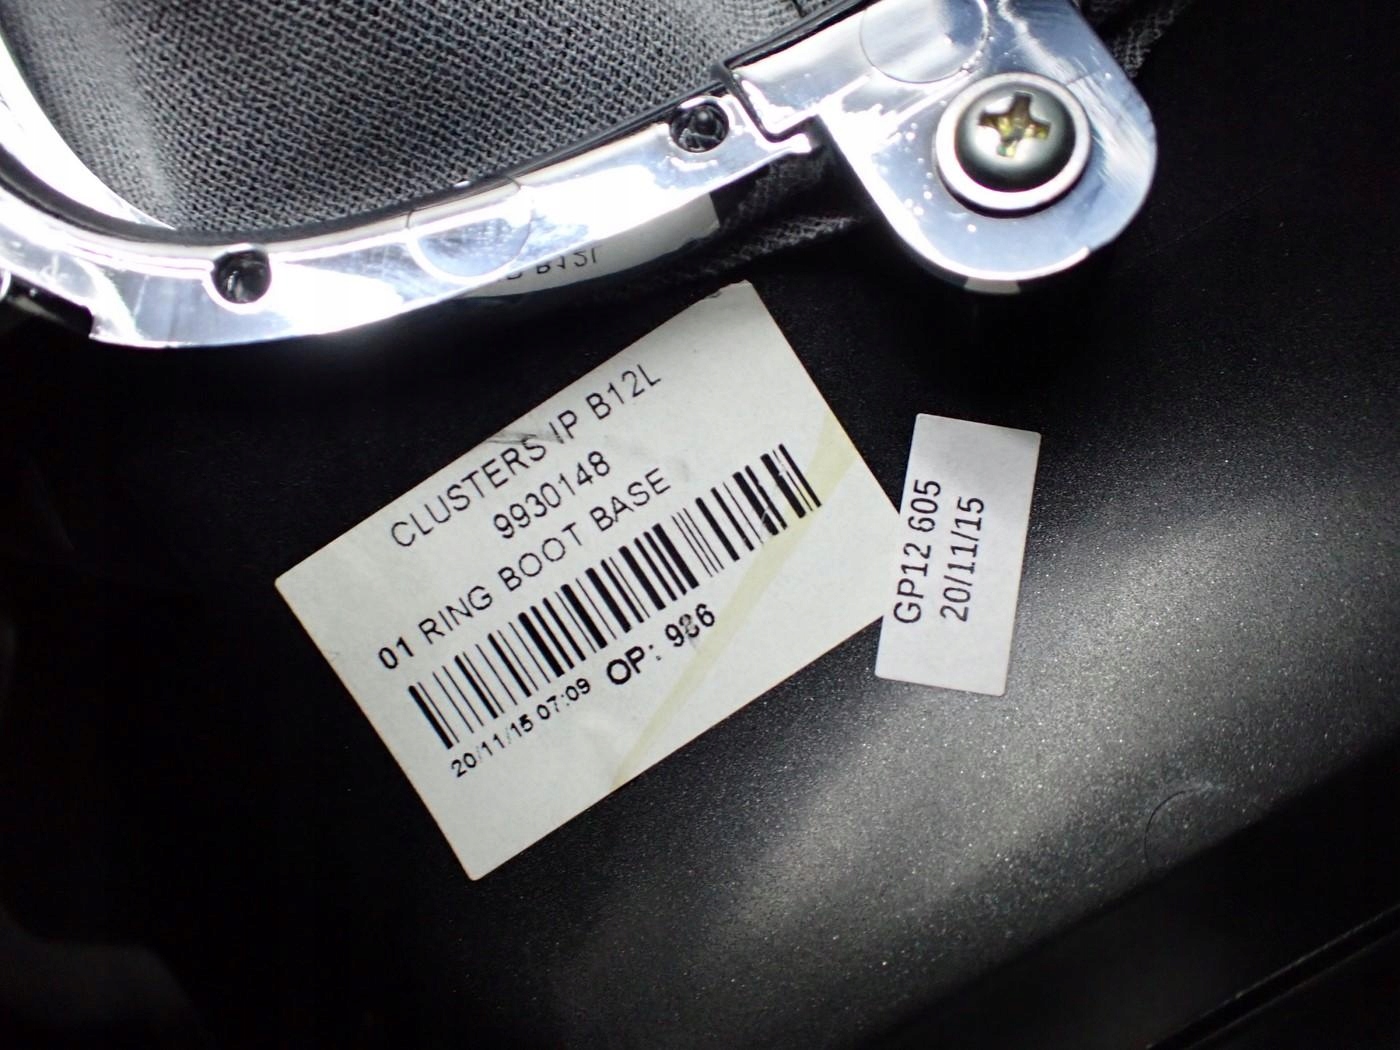 B12L
CLUSTERS IP B12L
9930148
01 RING BOOT BASE
20/11/15 07:09 OP: 986
GP12 605
20/11/15